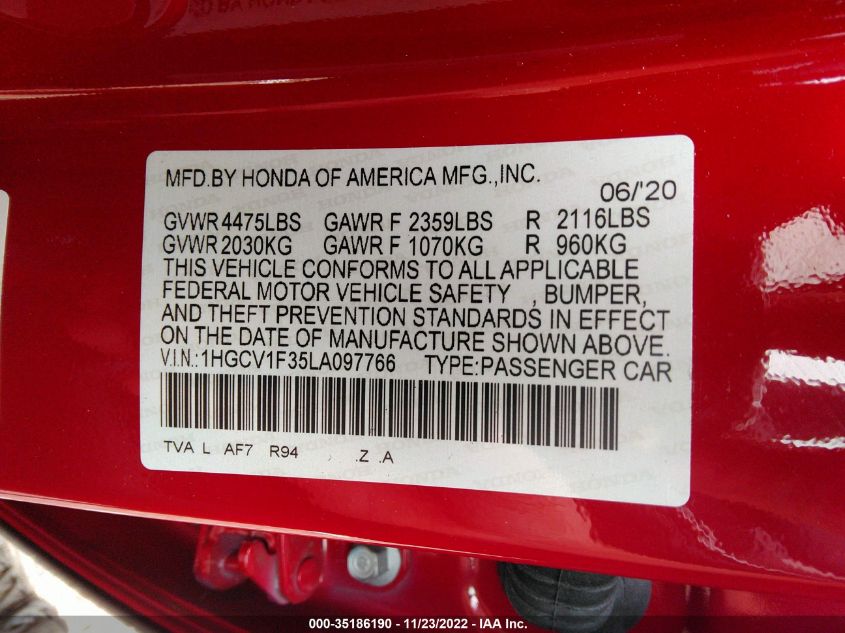 MFD.BY HONDA OF AMERICA MFG.,INC.
06/'20
GVWR 4475LBS GAWR F 2359LBS R 2116LBS
GVWR 2030KG GAWR F 1070KG R 960KG
THIS VEHICLE CONFORMS TO ALL APPLICABLE
FEDERAL MOTOR VEHICLE SAFETY , BUMPER,
AND THEFT PREVENTION STANDARDS IN EFFECT
ON THE DATE OF MANUFACTURE SHOWN ABOVE.
V.I.N.:1HGCV1F35LA097766 TYPE:PASSENGER CAR
TVA L AF7 R94 .Z .A
000-35186190 - 11/23/2022 - IAA Inc.